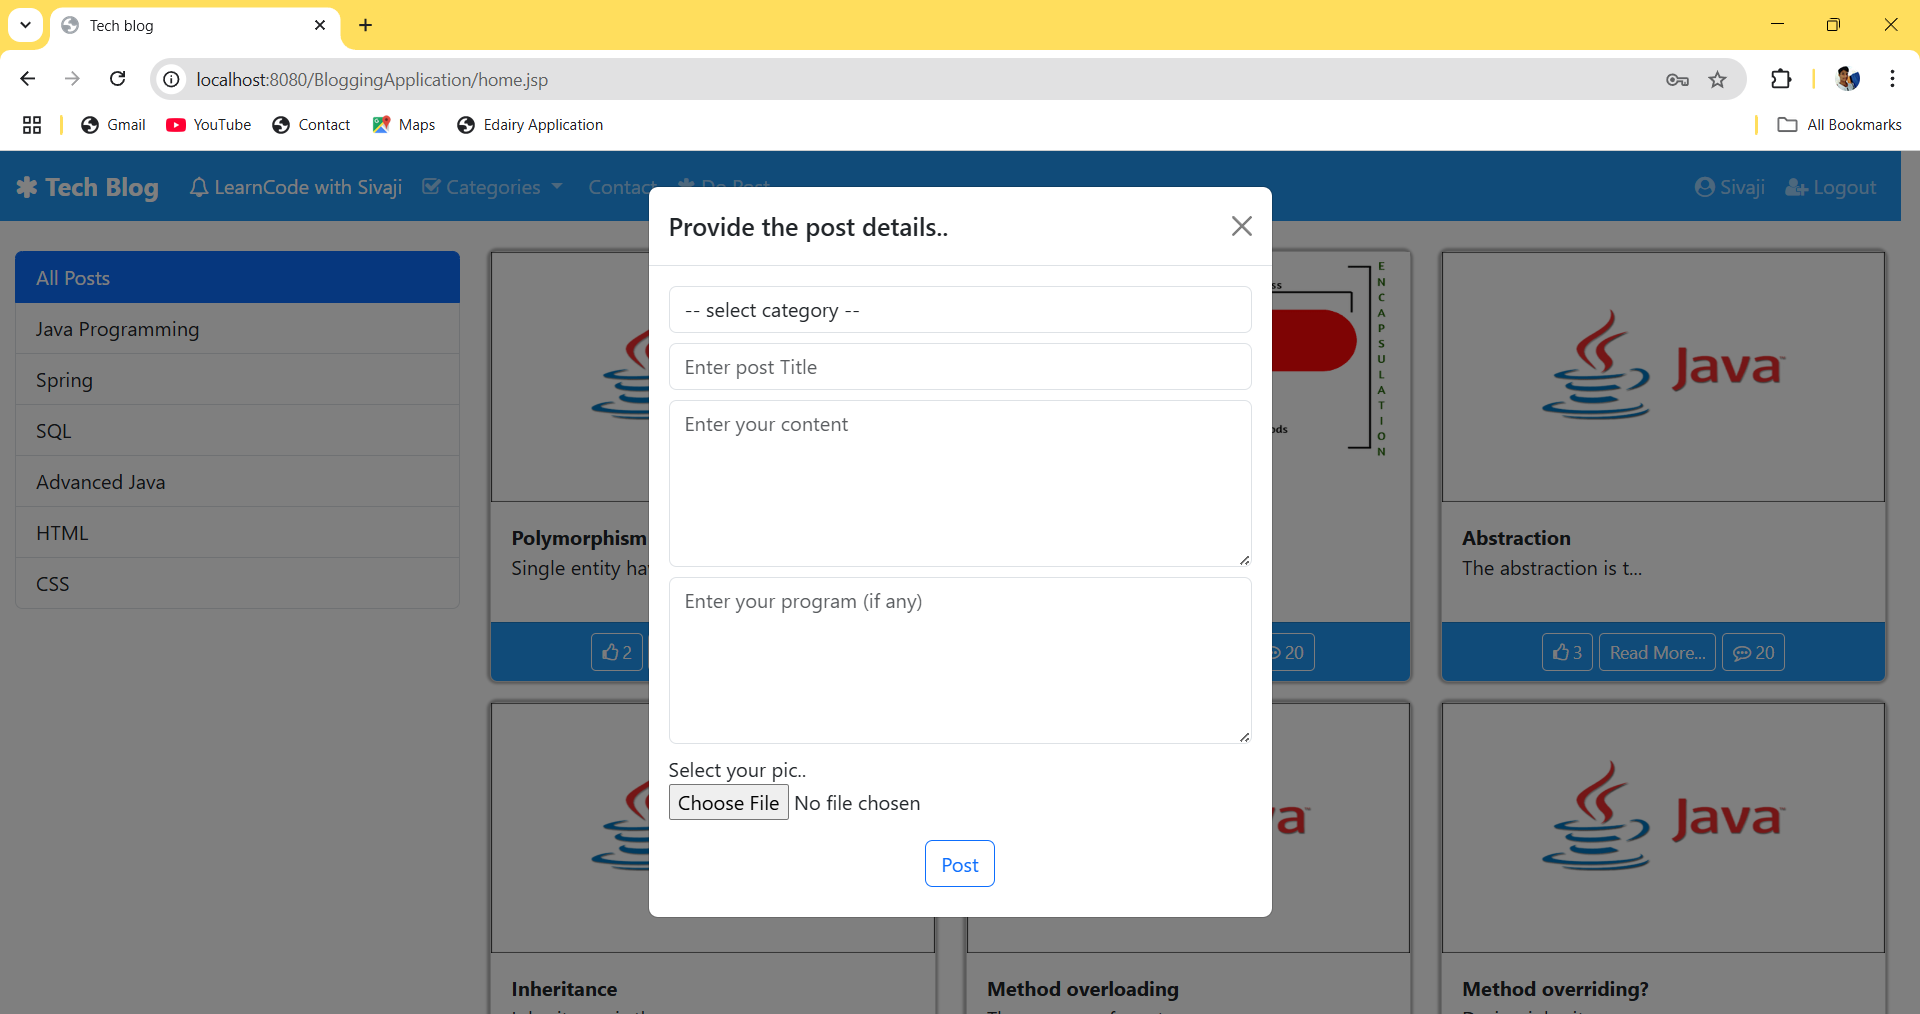 Tech blog
localhost:8080/BloggingApplication/home.jsp
Gmail YouTube Contact Maps Edairy Application All Bookmarks
Tech Blog LearnCode with Sivaji Categories Contact Do Post Sivaji Logout
Provide the post details..
-- select category --
Enter post Title
Enter your content
Enter your program (if any)
Select your pic..
Choose File No file chosen
Post
All Posts
Java Programming
Spring
SQL
Advanced Java
HTML
CSS
ENCAPSULATION
Java
Polymorphism
Single entity
Abstraction
The abstraction is t...
2
20
3 Read More... 20
Java
Inheritance
Method overloading
Method overriding?